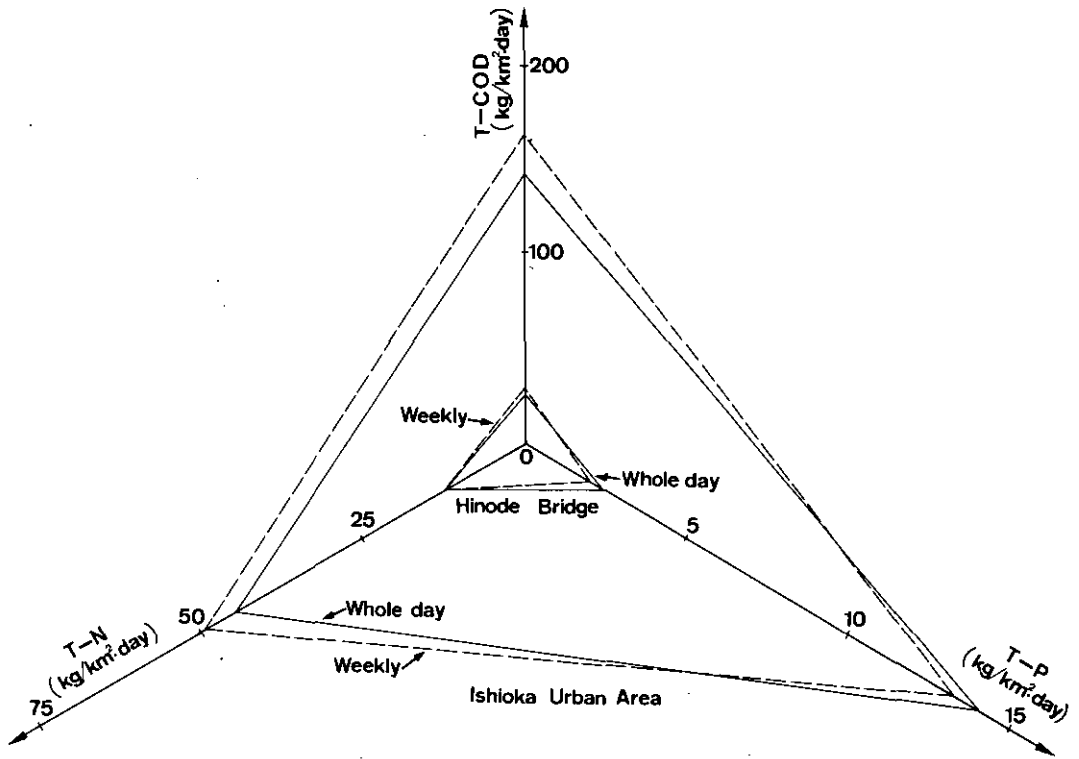 T-COD
(kg/km²·day)
200
100
0
Weekly
Whole day
Hinode Bridge
25
5
50
10
75
15
T-N
(kg/km²·day)
T-P
(kg/km²·day)
Whole day
Weekly
Ishioka Urban Area